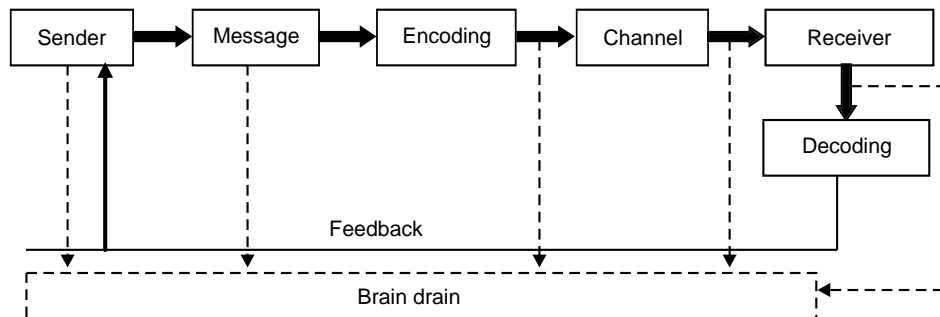 Sender
Message
Encoding
Channel
Receiver
Decoding
Feedback
Brain drain